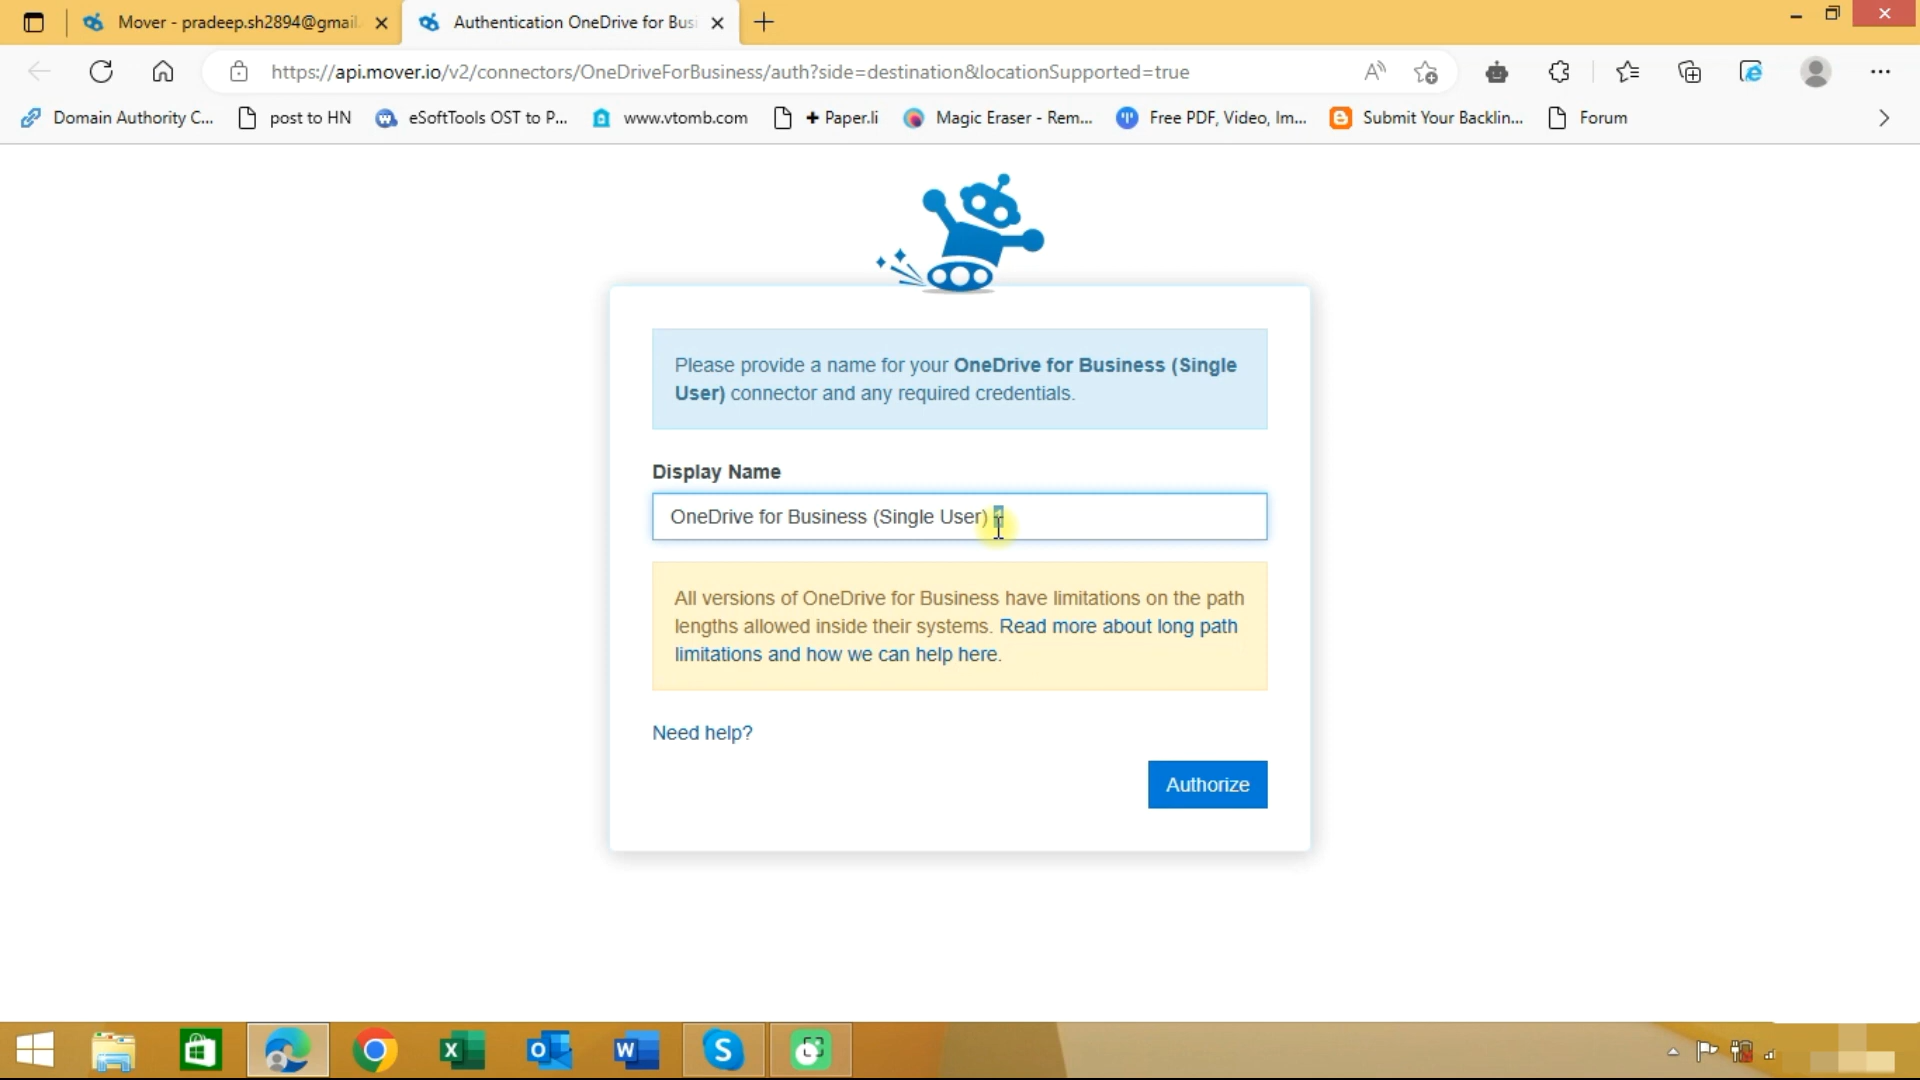 Mover - pradeep.sh2894@gmail.
Authentication OneDrive for Busi
https://api.mover.io/v2/connectors/OneDriveForBusiness/auth?side=destination&locationSupported=true
Domain Authority C...
post to HN
eSoftTools OST to P...
www.vtomb.com
+ Paper.li
Magic Eraser - Rem...
Free PDF, Video, Im...
Submit Your Backlin...
Forum
Please provide a name for your OneDrive for Business (Single
User) connector and any required credentials.
Display Name
OneDrive for Business (Single User)
All versions of OneDrive for Business have limitations on the path
lengths allowed inside their systems. Read more about long path
limitations and how we can help here.
Need help?
Authorize